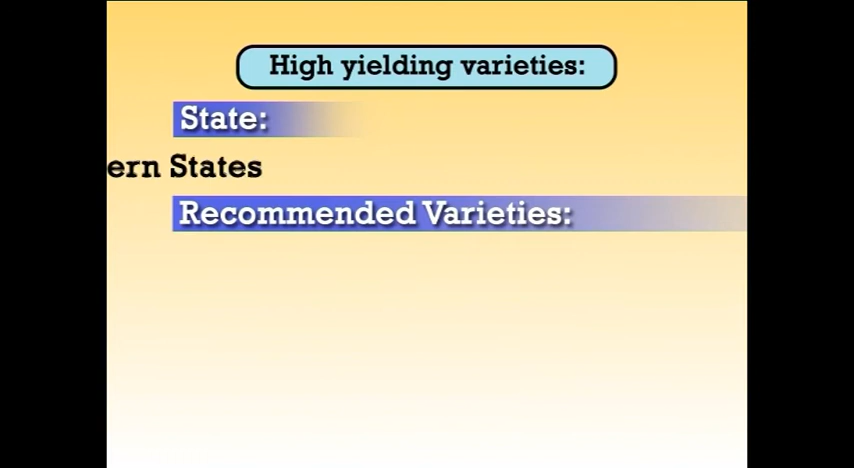 High yielding varieties:
State:
ern States
Recommended Varieties: